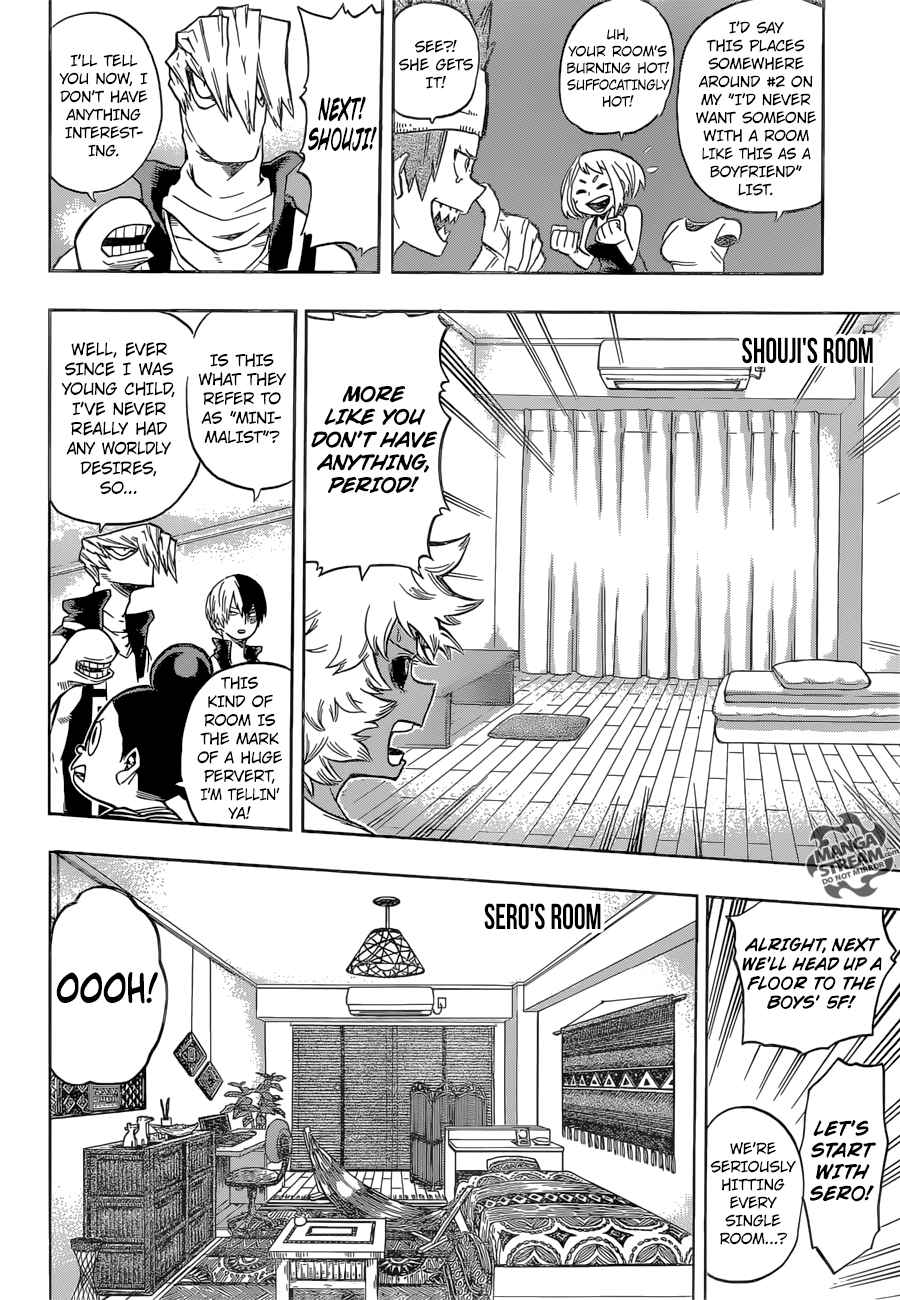 I'D SAY
THIS PLACES
SOMEWHERE
AROUND #2 ON
MY "I'D NEVER
WANT SOMEONE
WITH A ROOM
LIKE THIS AS A
BOYFRIEND"
LIST.
UH,
YOUR ROOM'S
BURNING HOT!
SUFFOCATINGLY
HOT!
SEE?!
SHE GETS
IT!
NEXT!
SHOUJI!
I'LL TELL
YOU NOW, I
DON'T HAVE
ANYTHING
INTEREST-
ING.
SHOUJI'S ROOM
MORE
LIKE YOU
DON'T HAVE
ANYTHING,
PERIOD!
IS THIS
WHAT THEY
REFER TO
AS "MINI-
MALIST"?
WELL, EVER
SINCE I WAS
YOUNG CHILD,
I'VE NEVER
REALLY HAD
ANY WORLDLY
DESIRES,
SO...
THIS
KIND OF
ROOM IS
THE MARK
OF A HUGE
PERVERT,
I'M TELLIN'
YA!
MANGA
STREAM.com
DO NOT MIRROR
ALRIGHT, NEXT
WE'LL HEAD UP A
FLOOR TO THE
BOYS' 5F!
LET'S
START
WITH
SERO!
WE'RE
SERIOUSLY
HITTING
EVERY
SINGLE
ROOM...?
SERO'S ROOM
OOOH!